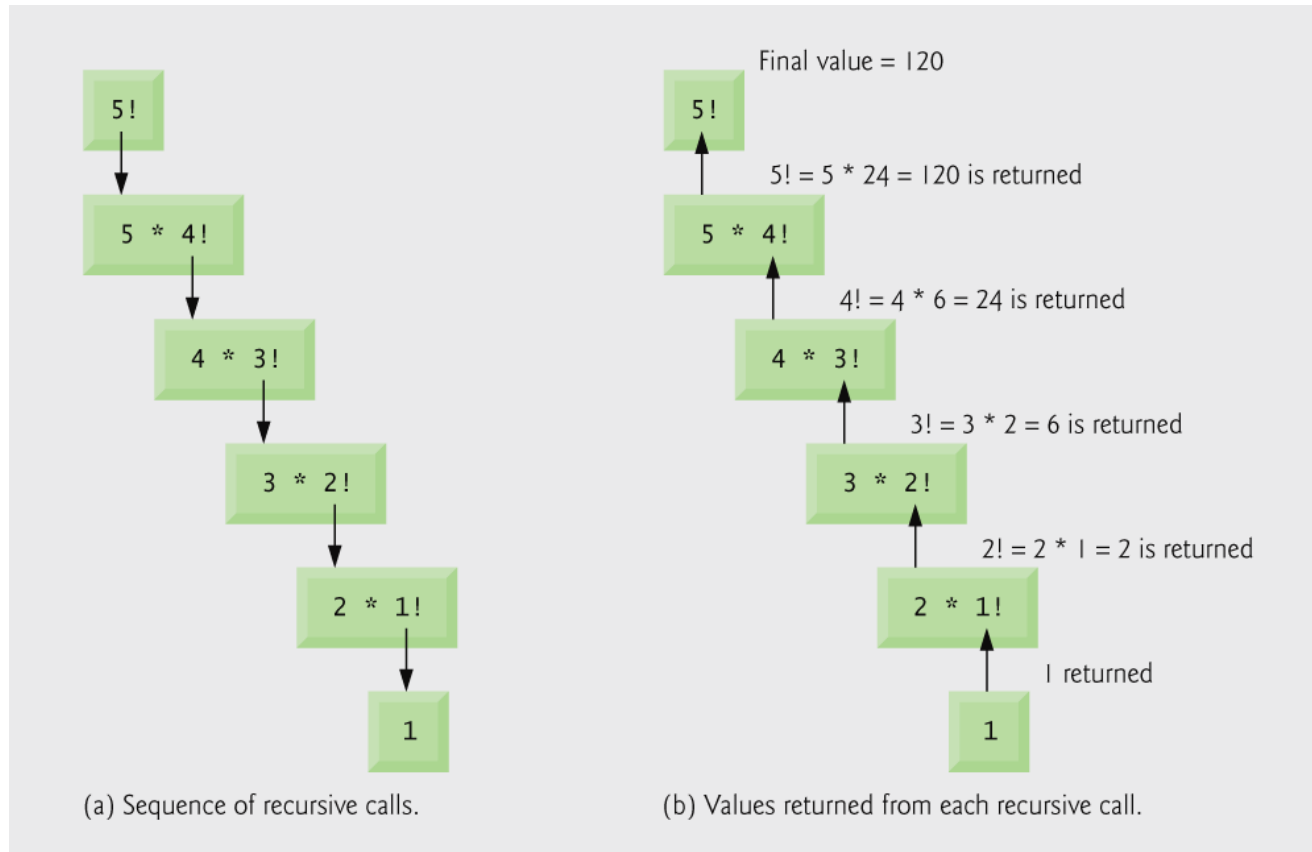 5!
5 * 4!
4 * 3!
3 * 2!
2 * 1!
1
(a) Sequence of recursive calls.
Final value = 120
5!
5! = 5 * 24 = 120 is returned
5 * 4!
4! = 4 * 6 = 24 is returned
4 * 3!
3! = 3 * 2 = 6 is returned
3 * 2!
2! = 2 * 1 = 2 is returned
2 * 1!
1 returned
1
(b) Values returned from each recursive call.